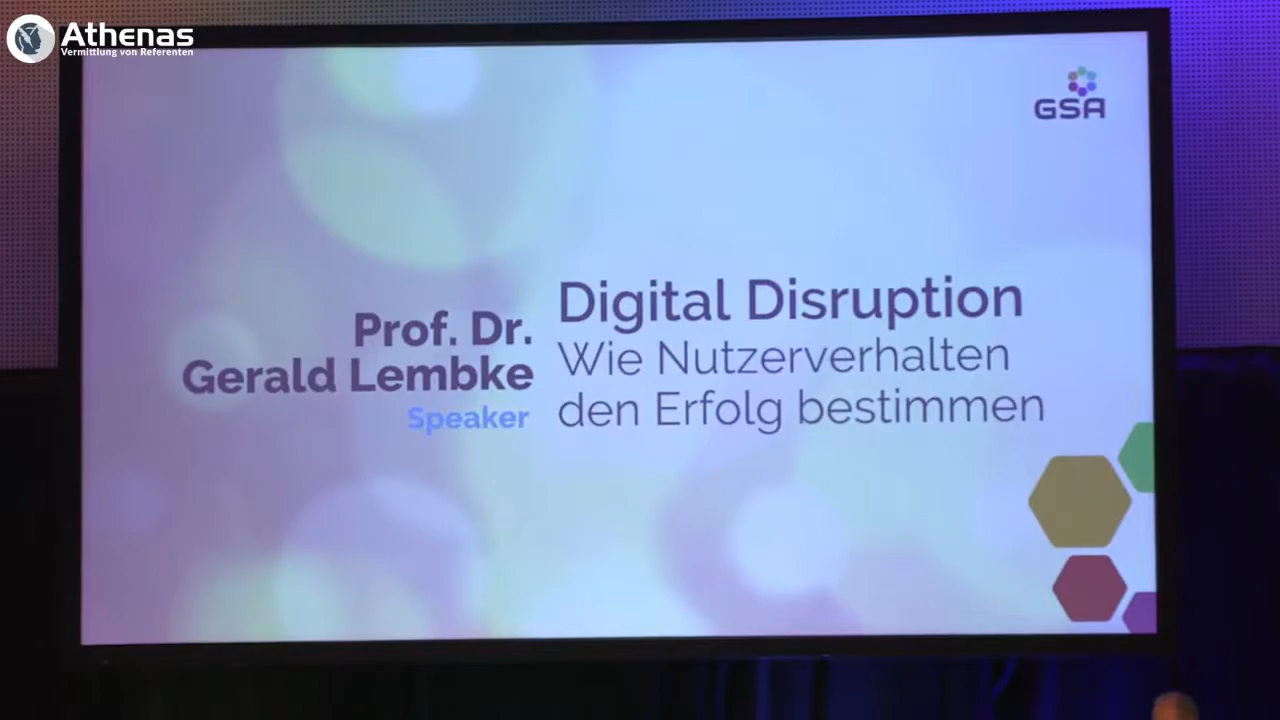 Athenas
Vermittlung von Referenten
GSA
Prof. Dr.
Gerald Lembke
Speaker
Digital Disruption
Wie Nutzerverhalten
den Erfolg bestimmen